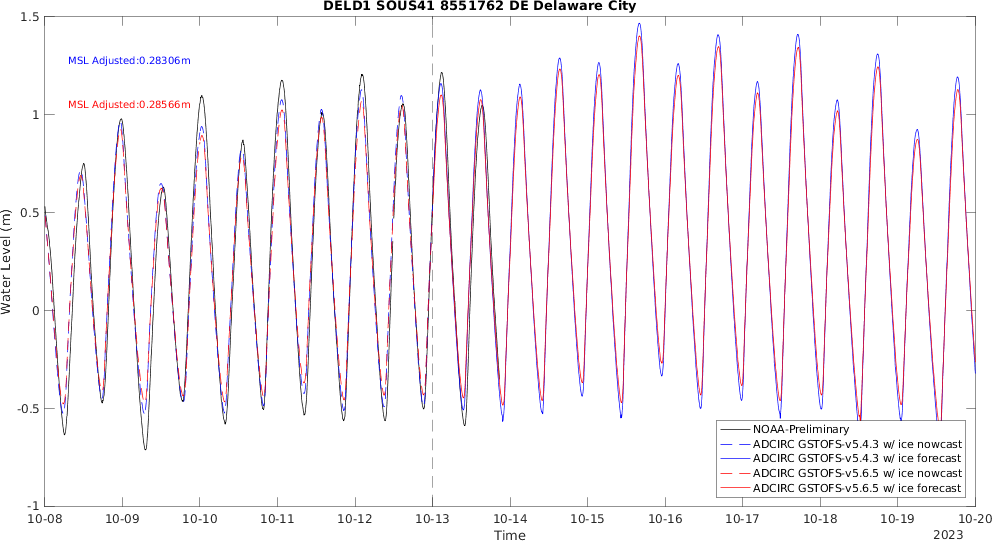 DELD1 SOUS41 8551762 DE Delaware City
1.5
1
0.5
0
-0.5
-1
Water Level (m)
MSL Adjusted:0.28306m
MSL Adjusted:0.28566m
NOAA-Preliminary
ADCIRC GSTOFS-v5.4.3 w/ ice nowcast
ADCIRC GSTOFS-v5.4.3 w/ ice forecast
ADCIRC GSTOFS-v5.6.5 w/ ice nowcast
ADCIRC GSTOFS-v5.6.5 w/ ice forecast
10-08 10-09 10-10 10-11 10-12 10-13 10-14 10-15 10-16 10-17 10-18 10-19 10-20
Time
2023